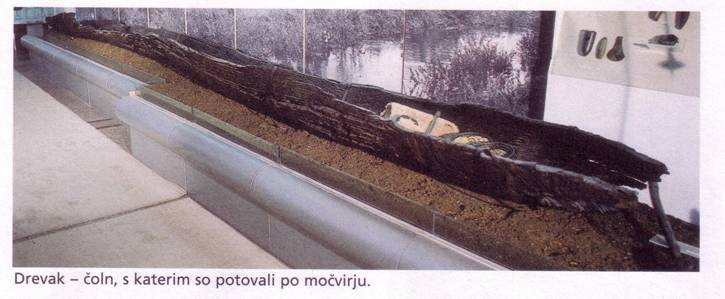 Drevak – čoln, s katerim so potovali po močvirju.